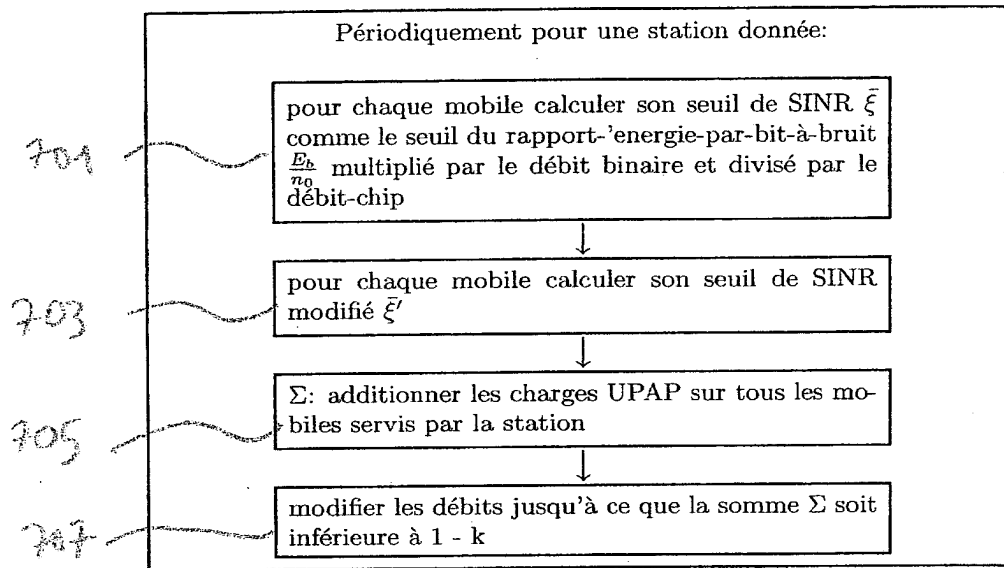 Périodiquement pour une station donnée:
701
pour chaque mobile calculer son seuil de SINR ξ̄
comme le seuil du rapport-'energie-par-bit-à-bruit
E_b/n_0 multiplié par le débit binaire et divisé par le
débit-chip
703
pour chaque mobile calculer son seuil de SINR
modifié ξ̄′
705
Σ: additionner les charges UPAP sur tous les mo-
biles servis par la station
707
modifier les débits jusqu'à ce que la somme Σ soit
inférieure à 1 - k